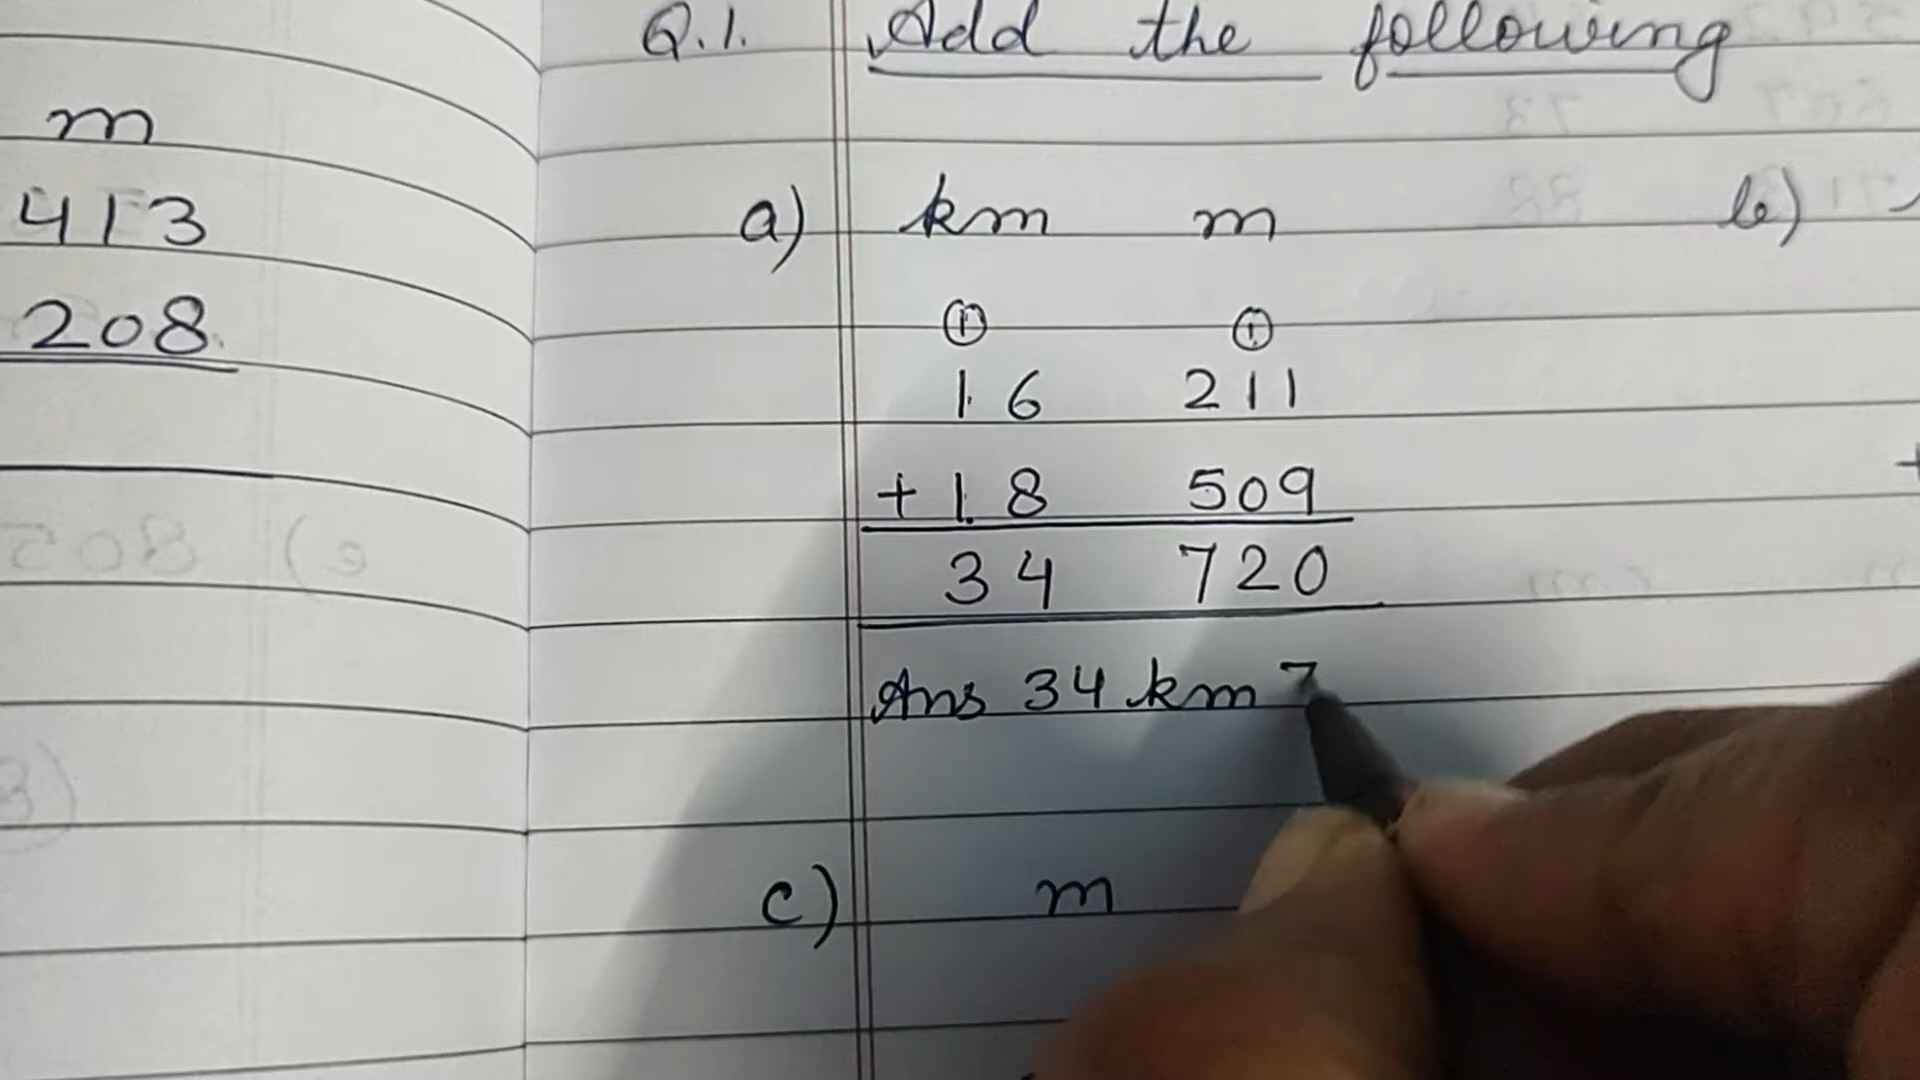 m
413
208
Q.1. Add the following
a) km m
b)
① ①
16 211
+ 18 509
34 720
Ans 34 km 7
c) m